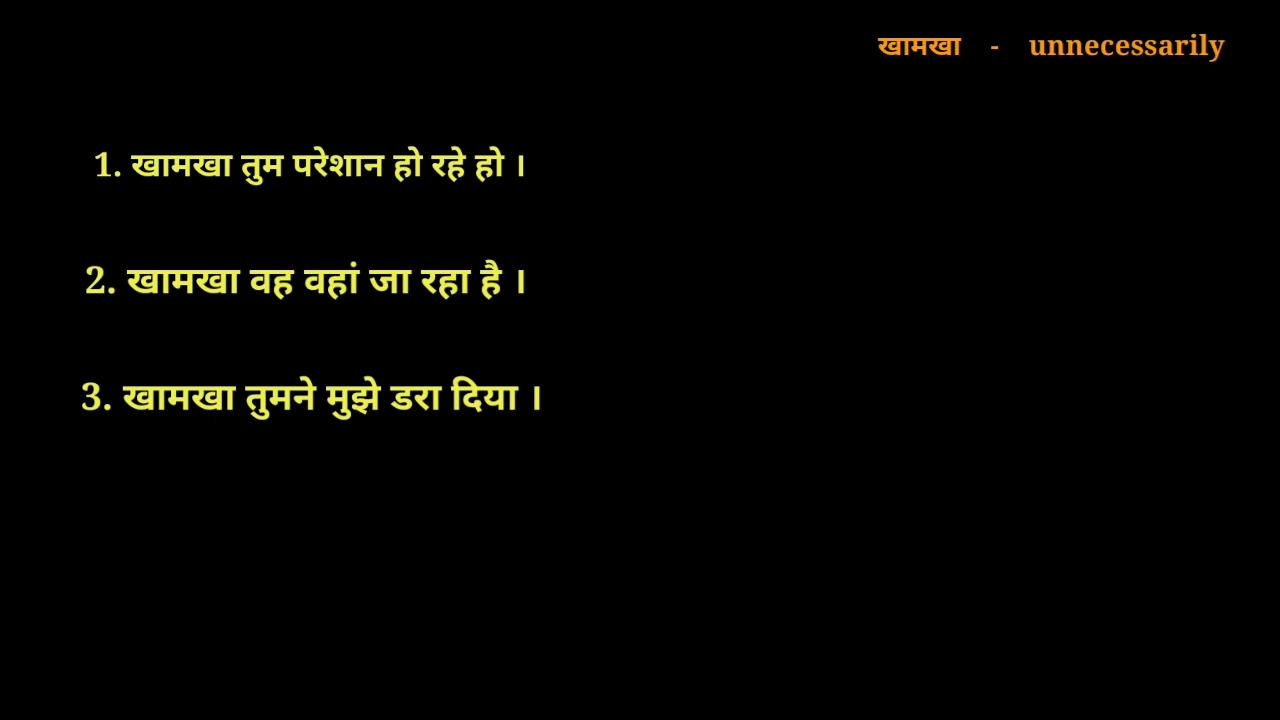 खामखा - unnecessarily
1. खामखा तुम परेशान हो रहे हो ।
2. खामखा वह वहां जा रहा है ।
3. खामखा तुमने मुझे डरा दिया ।